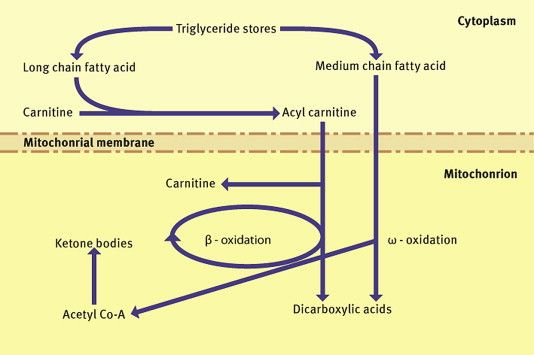 Cytoplasm
Triglyceride stores
Long chain fatty acid
Medium chain fatty acid
Carnitine
Acyl carnitine
Mitochonrial membrane
Mitochonrion
Carnitine
β - oxidation
ω - oxidation
Ketone bodies
Acetyl Co-A
Dicarboxylic acids